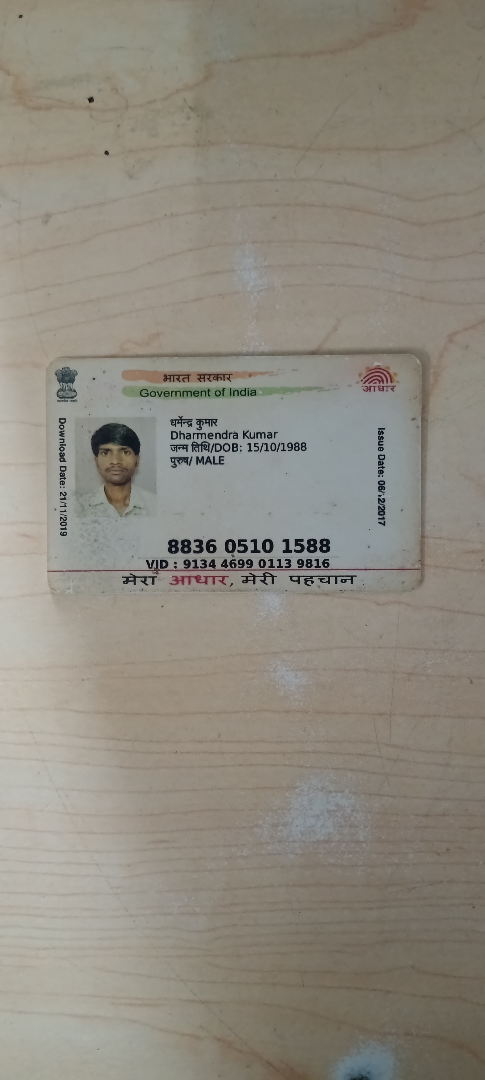 भारत सरकार
Government of India
आधार
धर्मेन्द्र कुमार
Dharmendra Kumar
जन्म तिथि/DOB: 15/10/1988
पुरुष/ MALE
Download Date: 21/11/2019
Issue Date:
8836 0510 1588
VID : 9134 4699 0113 9816
मेरा आधार, मेरी पहचान